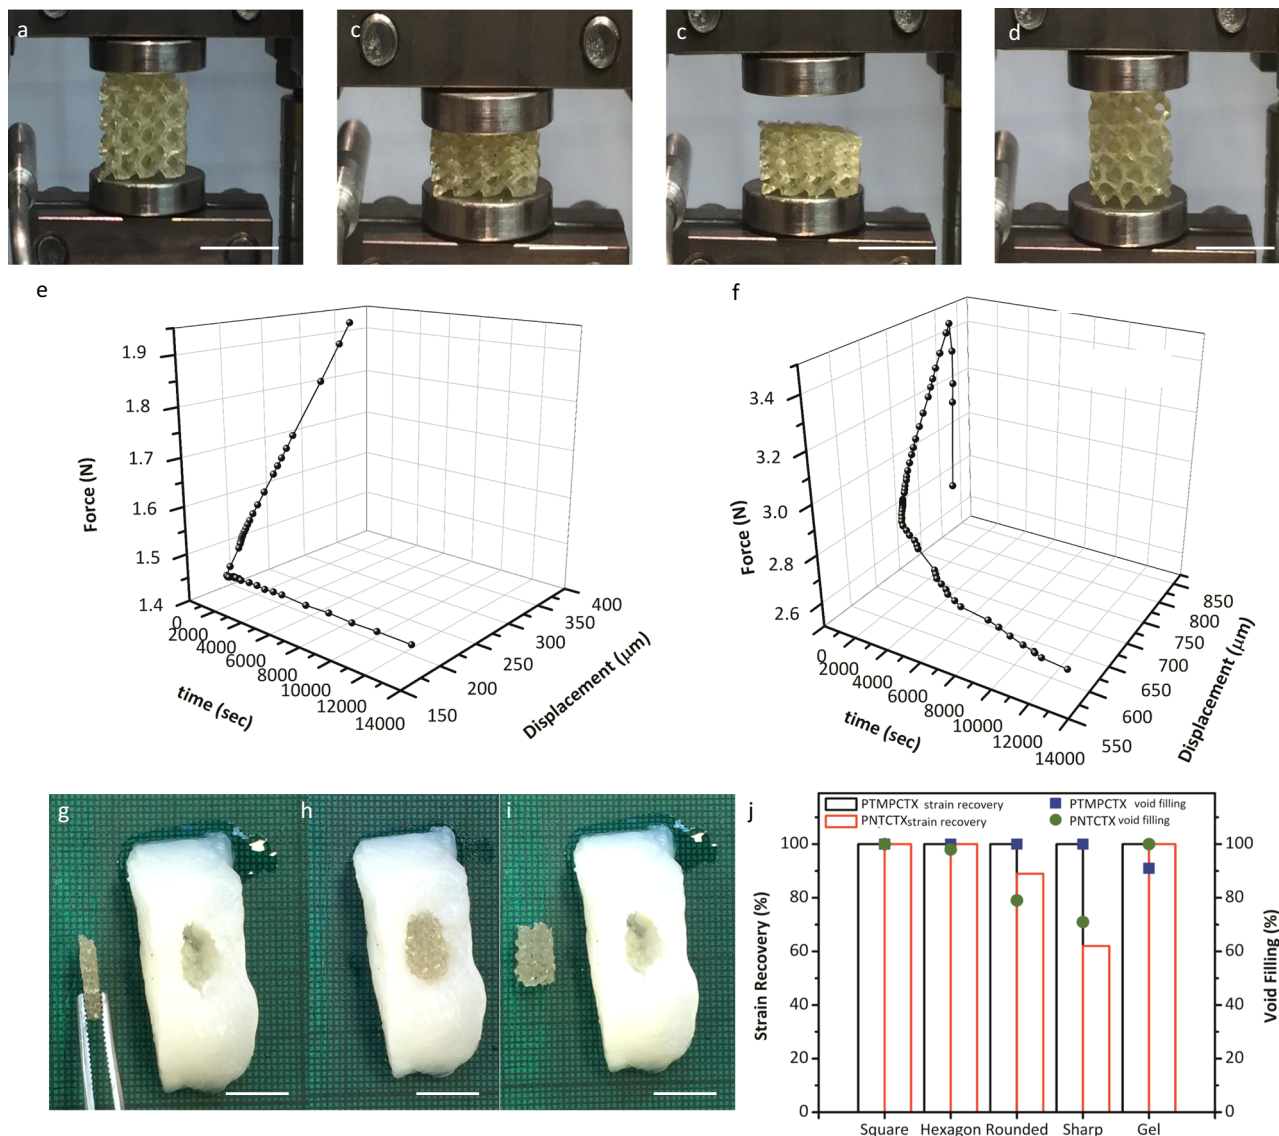 a
c
c
d
e
f
1.9
1.8
1.7
1.6
1.5
1.4
Force (N)
0
2000
4000
6000
8000
10000
12000
14000
time (sec)
150
200
250
300
350
400
Displacement (μm)
3.4
3.2
3.0
2.8
2.6
Force (N)
0
2000
4000
6000
8000
10000
12000
14000
time (sec)
550
600
650
700
750
800
850
Displacement (μm)
g
h
i
j
PTMPCTX strain recovery
PNTCTX strain recovery
PTMPCTX void filling
PNTCTX void filling
100
80
60
40
20
0
Strain Recovery (%)
100
80
60
40
20
0
Void Filling (%)
Square Hexagon Rounded Sharp Gel